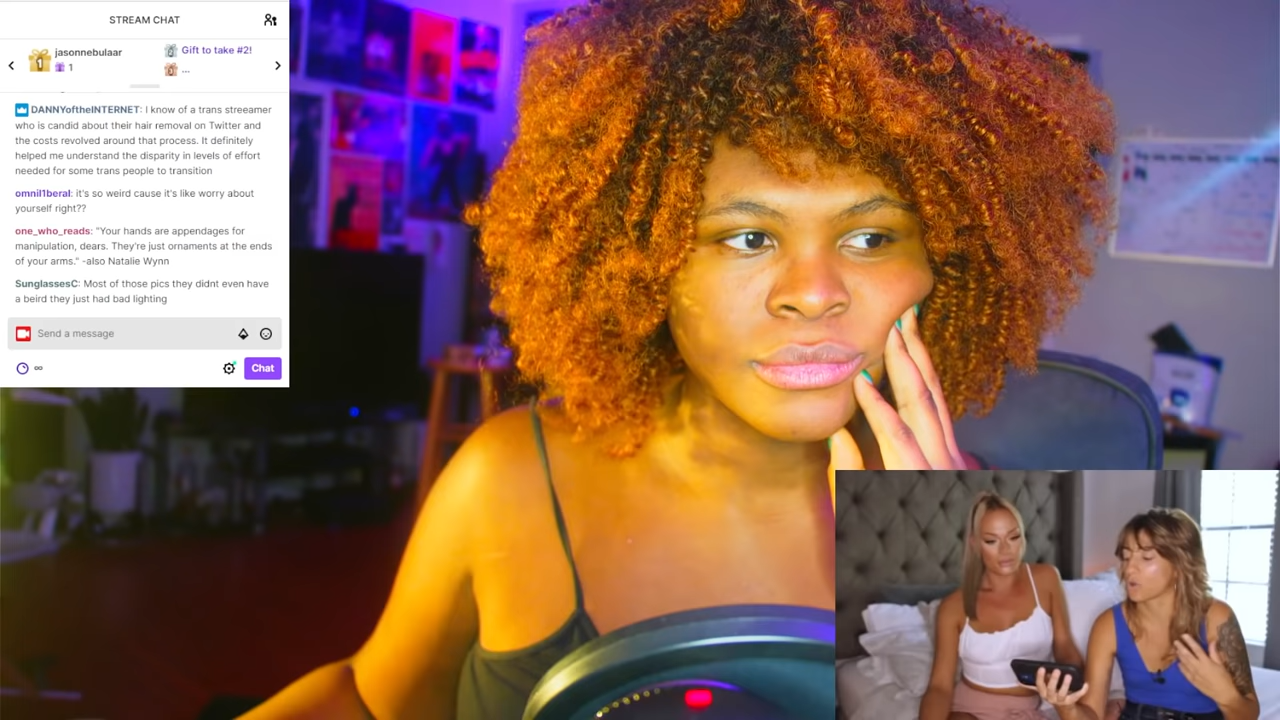 STREAM CHAT
jasonnebulaar
1
1
Gift to take #2!
...
DANNYoftheINTERNET: I know of a trans streeamer
who is candid about their hair removal on Twitter and
the costs revolved around that process. It definitely
helped me understand the disparity in levels of effort
needed for some trans people to transition
omnil1beral: it's so weird cause it's like worry about
yourself right??
one_who_reads: "Your hands are appendages for
manipulation, dears. They're just ornaments at the ends
of your arms." -also Natalie Wynn
SunglassesC: Most of those pics they didnt even have
a beird they just had bad lighting
Send a message
∞
Chat